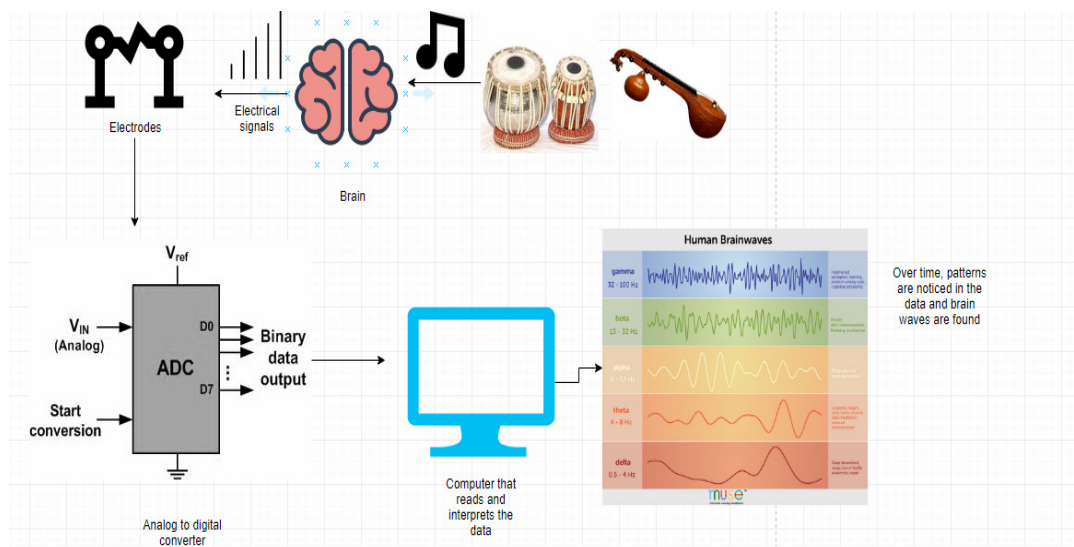 Electrodes
Electrical
signals
Brain
Vref
VIN
(Analog)
Start
conversion
ADC
D0
D7
Binary
data
output
Analog to digital
converter
Computer that
reads and
interprets the
data
Human Brainwaves
gamma
32 - 100 Hz
beta
13 - 32 Hz
alpha
8 - 13 Hz
theta
4 - 8 Hz
delta
0.5 - 4 Hz
muse
Over time, patterns
are noticed in the
data and brain
waves are found